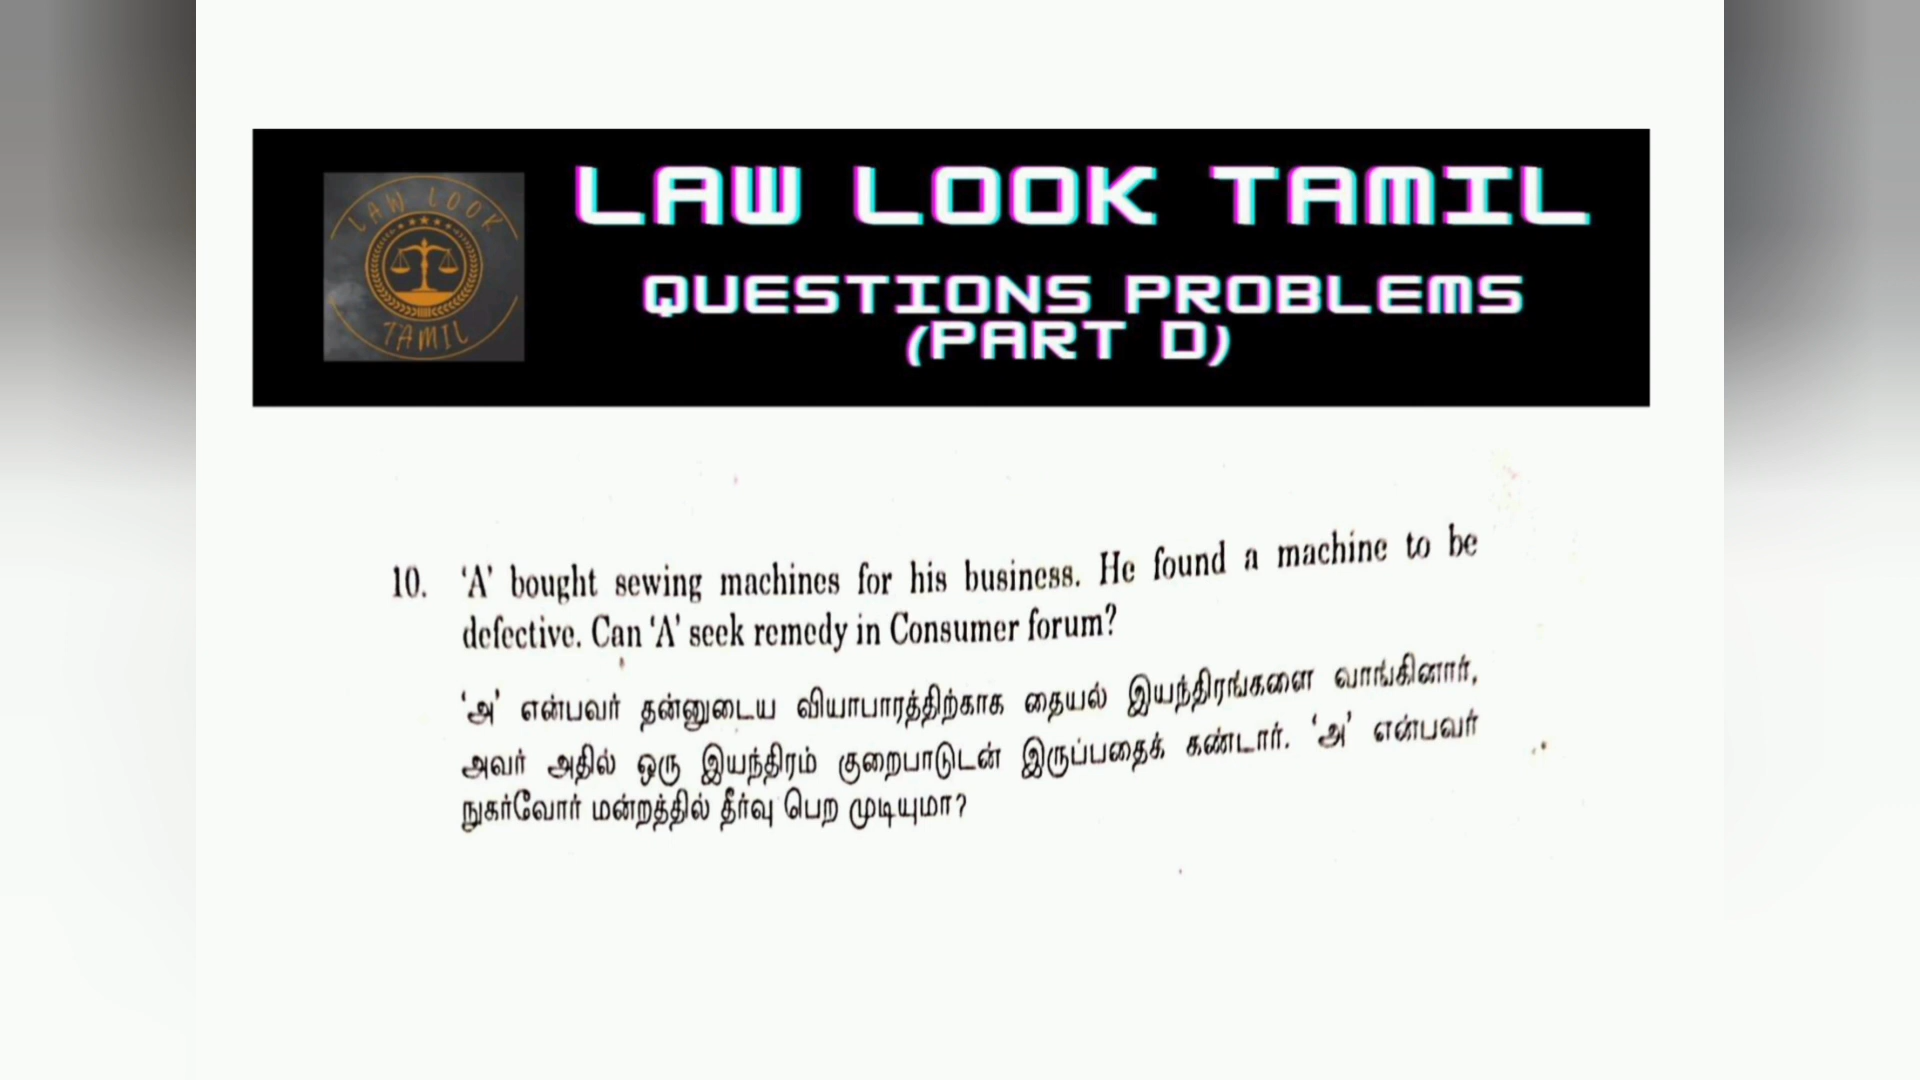 LAW LOOK TAMIL
LAW LOOK
TAMIL
QUESTIONS PROBLEMS
(PART D)
10. 'A' bought sewing machines for his business. He found a machine to be
defective. Can 'A' seek remedy in Consumer forum?
'அ' என்பவர் தன்னுடைய வியாபாரத்திற்காக தையல் இயந்திரங்களை வாங்கினார்,
அவர் அதில் ஒரு இயந்திரம் குறைபாடுடன் இருப்பதைக் கண்டார். 'அ' என்பவர்
நுகர்வோர் மன்றத்தில் தீர்வு பெற முடியுமா?